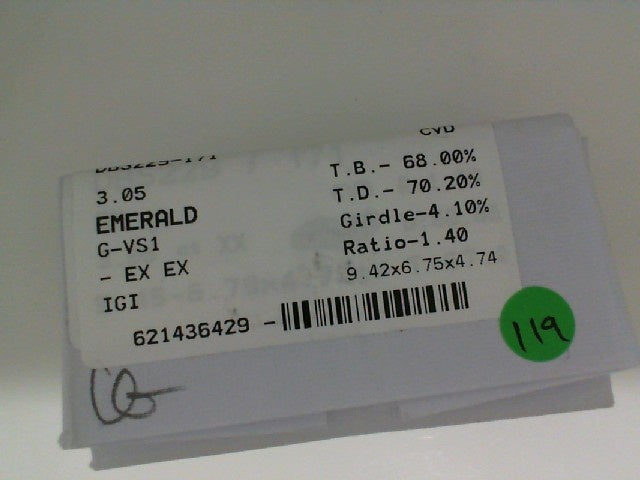 CVD
3.05
T.B.- 68.00%
EMERALD
T.D.- 70.20%
G-VS1
Girdle-4.10%
- EX EX
Ratio-1.40
IGI
9.42x6.75x4.74
621436429 -
119